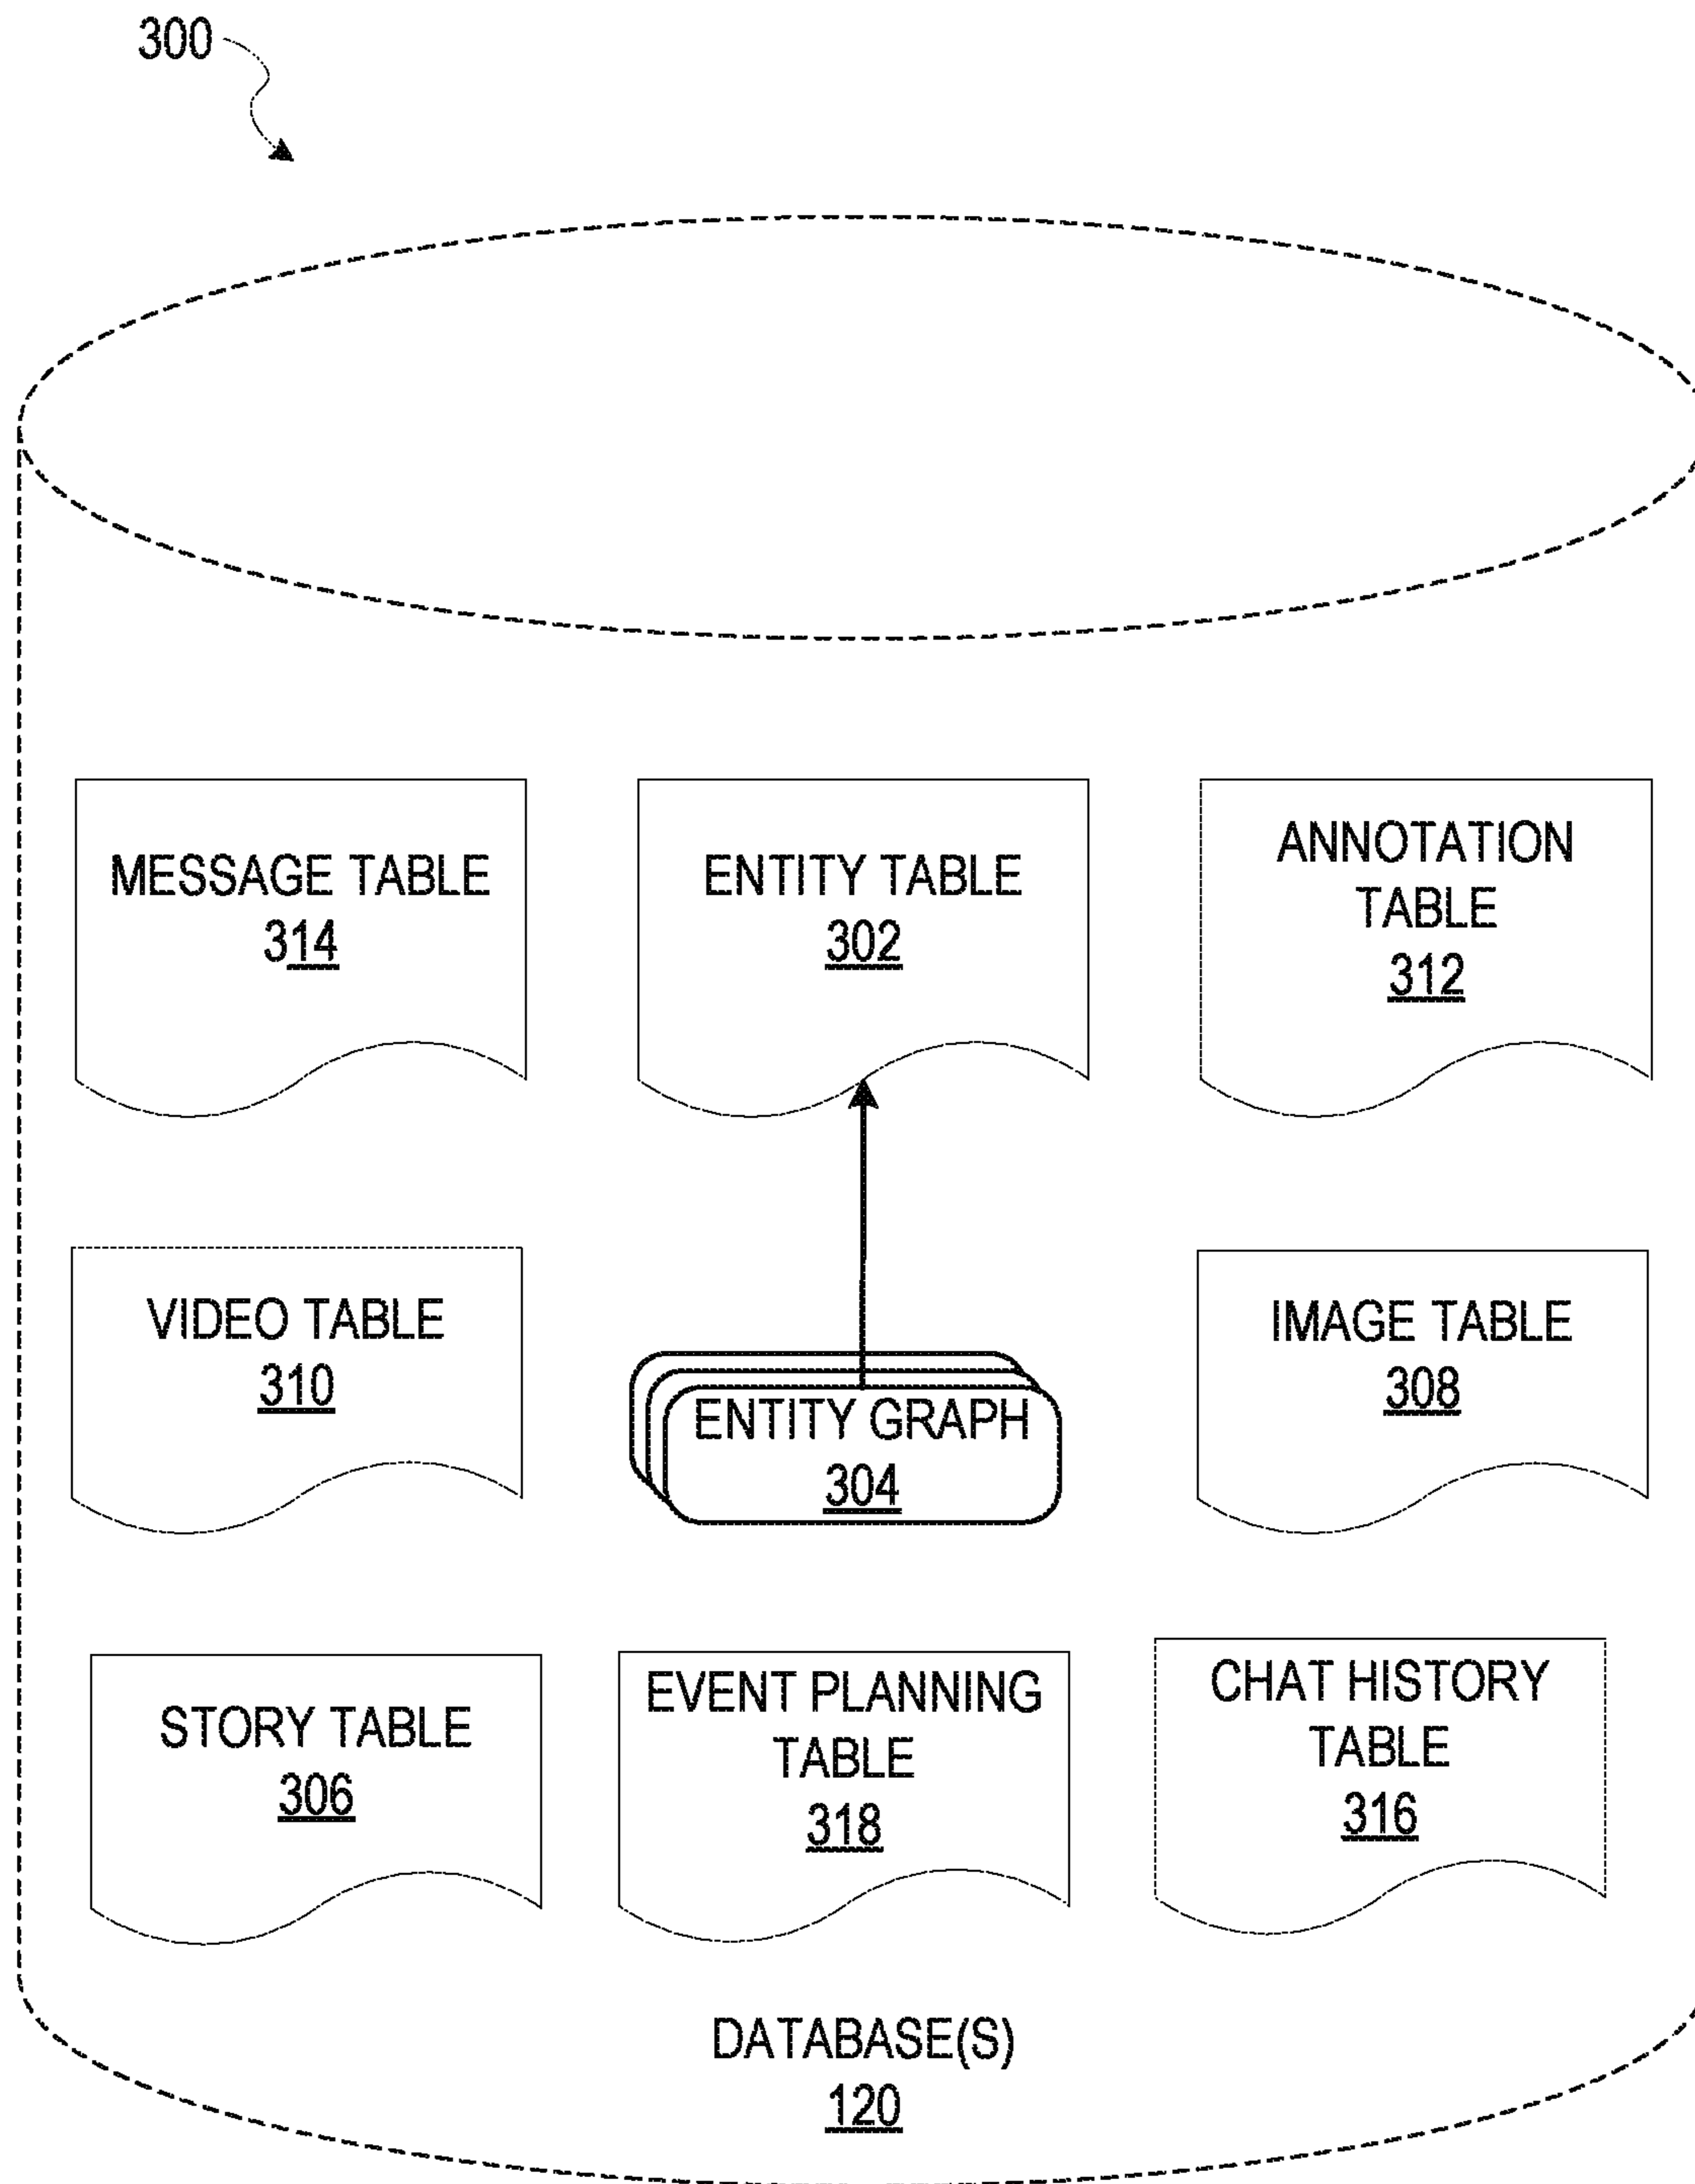 300
MESSAGE TABLE
314
ENTITY TABLE
302
ANNOTATION
TABLE
312
VIDEO TABLE
310
ENTITY GRAPH
304
IMAGE TABLE
308
STORY TABLE
306
EVENT PLANNING
TABLE
318
CHAT HISTORY
TABLE
316
DATABASE(S)
120